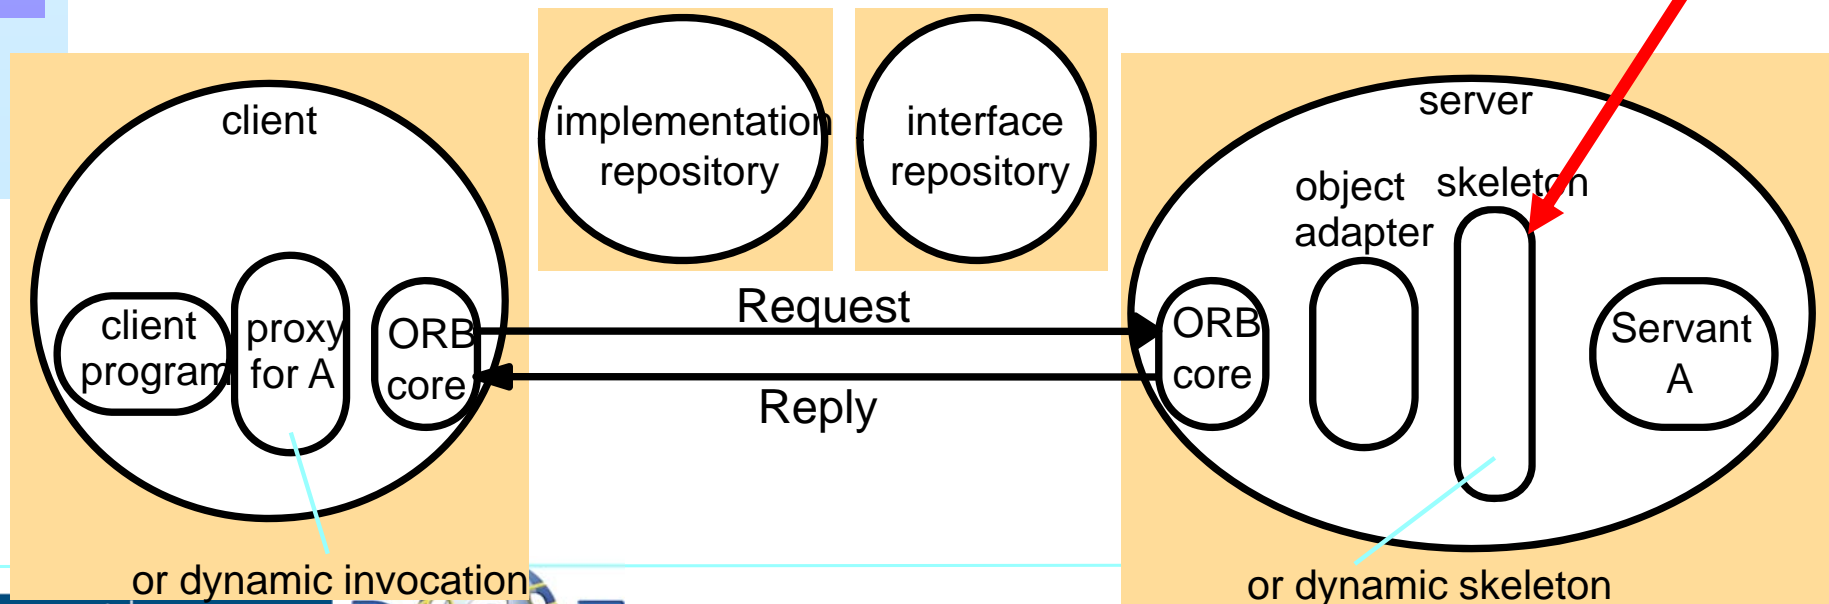 client
implementation
repository
interface
repository
server
object
adapter
skeleton
client
program
proxy
for A
ORB
core
Request
Reply
ORB
core
Servant
A
or dynamic invocation
or dynamic skeleton